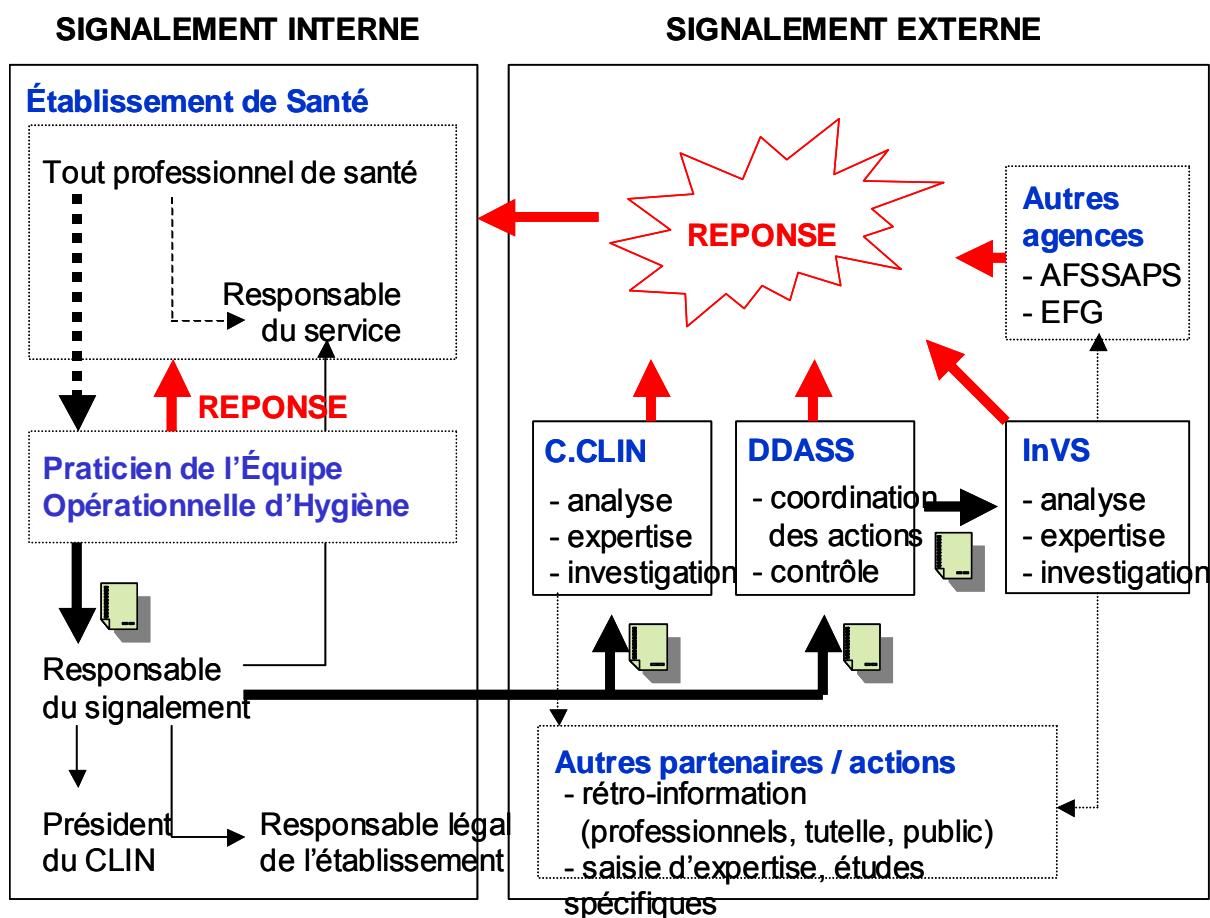 SIGNALEMENT INTERNE
SIGNALEMENT EXTERNE
Établissement de Santé
Tout professionnel de santé
Responsable
du service
REPONSE
Praticien de l’Équipe
Opérationnelle d’Hygiène
Responsable
du signalement
Président
du CLIN
Responsable légal
de l’établissement
REPONSE
Autres
agences
- AFSSAPS
- EFG
C.CLIN
- analyse
- expertise
- investigation
DDASS
- coordination
des actions
- contrôle
InVS
- analyse
- expertise
- investigation
Autres partenaires / actions
- rétro-information
(professionnels, tutelle, public)
- saisie d’expertise, études
spécifiques